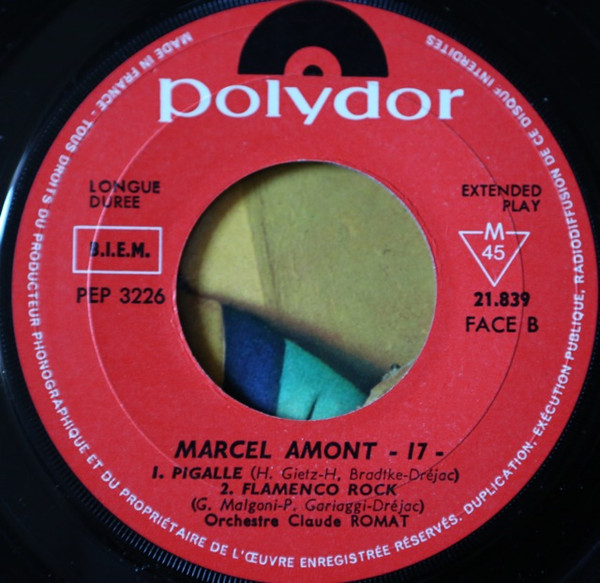 polydor
MADE IN FRANCE - TOUS DROITS DU PRODUCTEUR PHONOGRAPHIQUE ET DU PROPRIÉTAIRE DE L'ŒUVRE ENREGISTRÉE RÉSERVÉS. DUPLICATION, EXÉCUTION PUBLIQUE, RADIODIFFUSION DE CE DISQUE INTERDITES
LONGUE
DUREE
B.I.E.M.
PEP 3226
EXTENDED
PLAY
M
45
21.839
FACE B
MARCEL AMONT - 17 -
1. PIGALLE (H. Gietz-H, Bradtke-Dréjac)
2. FLAMENCO ROCK
(G. Malgoni-P. Gariaggi-Dréjac)
Orchestre Claude ROMAT